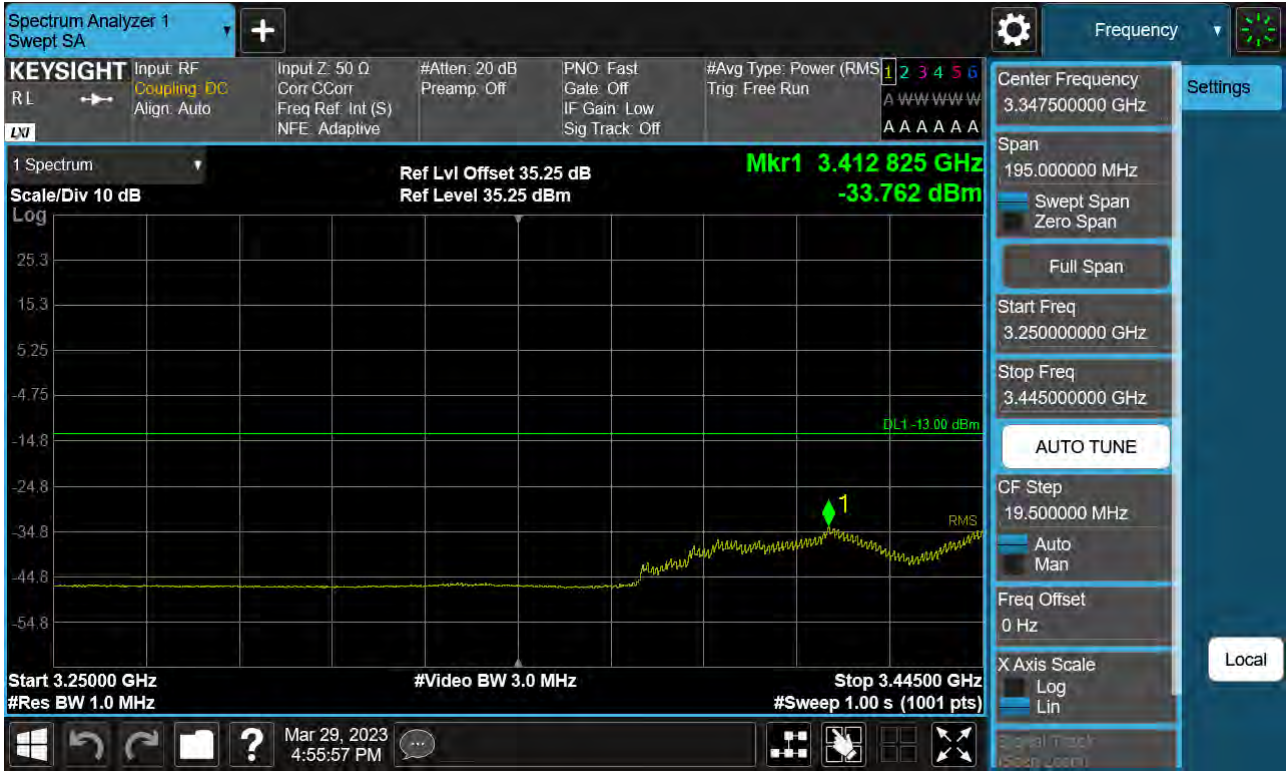 Spectrum Analyzer 1
Swept SA
+
Frequency
KEYSIGHT
RL
LXI
Input: RF
Coupling: DC
Align: Auto
Input Z: 50 Ω
Corr CCorr
Freq Ref: Int (S)
NFE: Adaptive
#Atten: 20 dB
Preamp: Off
PNO: Fast
Gate: Off
IF Gain: Low
Sig Track: Off
#Avg Type: Power (RMS
Trig: Free Run
1 2 3 4 5 6
A W W W W W
A A A A A A
1 Spectrum
Scale/Div 10 dB
Ref Lvl Offset 35.25 dB
Ref Level 35.25 dBm
Mkr1 3.412 825 GHz
-33.762 dBm
Log
25.3
15.3
5.25
-4.75
-14.8
-24.8
-34.8
-44.8
-54.8
DL1 -13.00 dBm
1
RMS
Start 3.25000 GHz
#Res BW 1.0 MHz
#Video BW 3.0 MHz
Stop 3.44500 GHz
#Sweep 1.00 s (1001 pts)
Center Frequency
3.347500000 GHz
Settings
Span
195.000000 MHz
Swept Span
Zero Span
Full Span
Start Freq
3.250000000 GHz
Stop Freq
3.445000000 GHz
AUTO TUNE
CF Step
19.500000 MHz
Auto
Man
Freq Offset
0 Hz
X Axis Scale
Log
Lin
Local
Signal Track
(Span Zoom)
?
Mar 29, 2023
4:55:57 PM